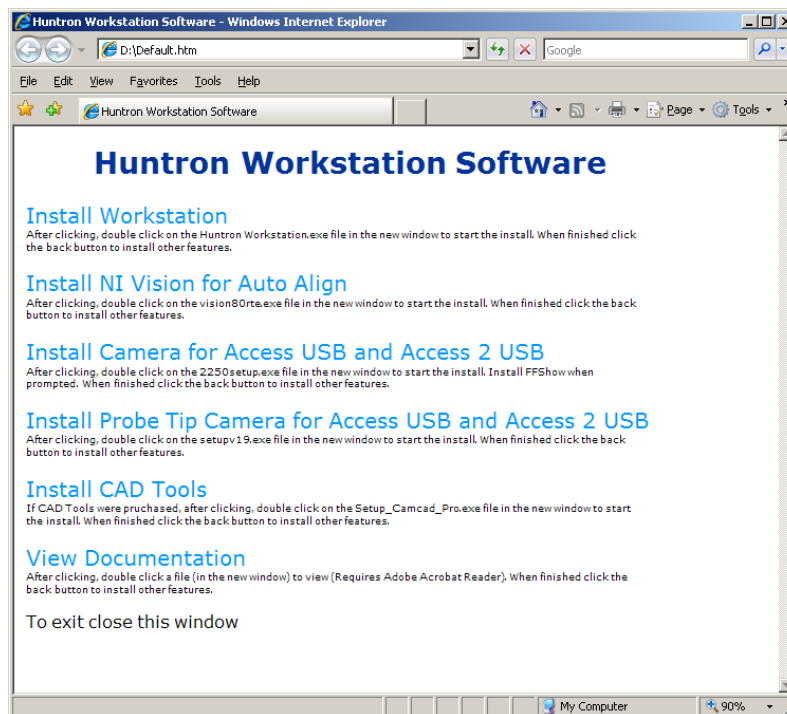 Huntron Workstation Software - Windows Internet Explorer
D:\Default.htm
Google
File Edit View Favorites Tools Help
Huntron Workstation Software
Page Tools
Huntron Workstation Software
Install Workstation
After clicking, double click on the Huntron Workstation.exe file in the new window to start the install. When finished click
the back button to install other features.
Install NI Vision for Auto Align
After clicking, double click on the vision80rte.exe file in the new window to start the install. When finished click the back
button to install other features.
Install Camera for Access USB and Access 2 USB
After clicking, double click on the 2250setup.exe file in the new window to start the install. Install FFShow when
prompted. When finished click the back button to install other features.
Install Probe Tip Camera for Access USB and Access 2 USB
After clicking, double click on the setupv19.exe file in the new window to start the install. When finished click the back
button to install other features.
Install CAD Tools
If CAD Tools were pruchased, after clicking, double click on the Setup_Camcad_Pro.exe file in the new window to start
the install. When finished click the back button to install other features.
View Documentation
After clicking, double click a file (in the new window) to view (Requires Adobe Acrobat Reader). When finished click the
back button to install other features.
To exit close this window
My Computer
90%